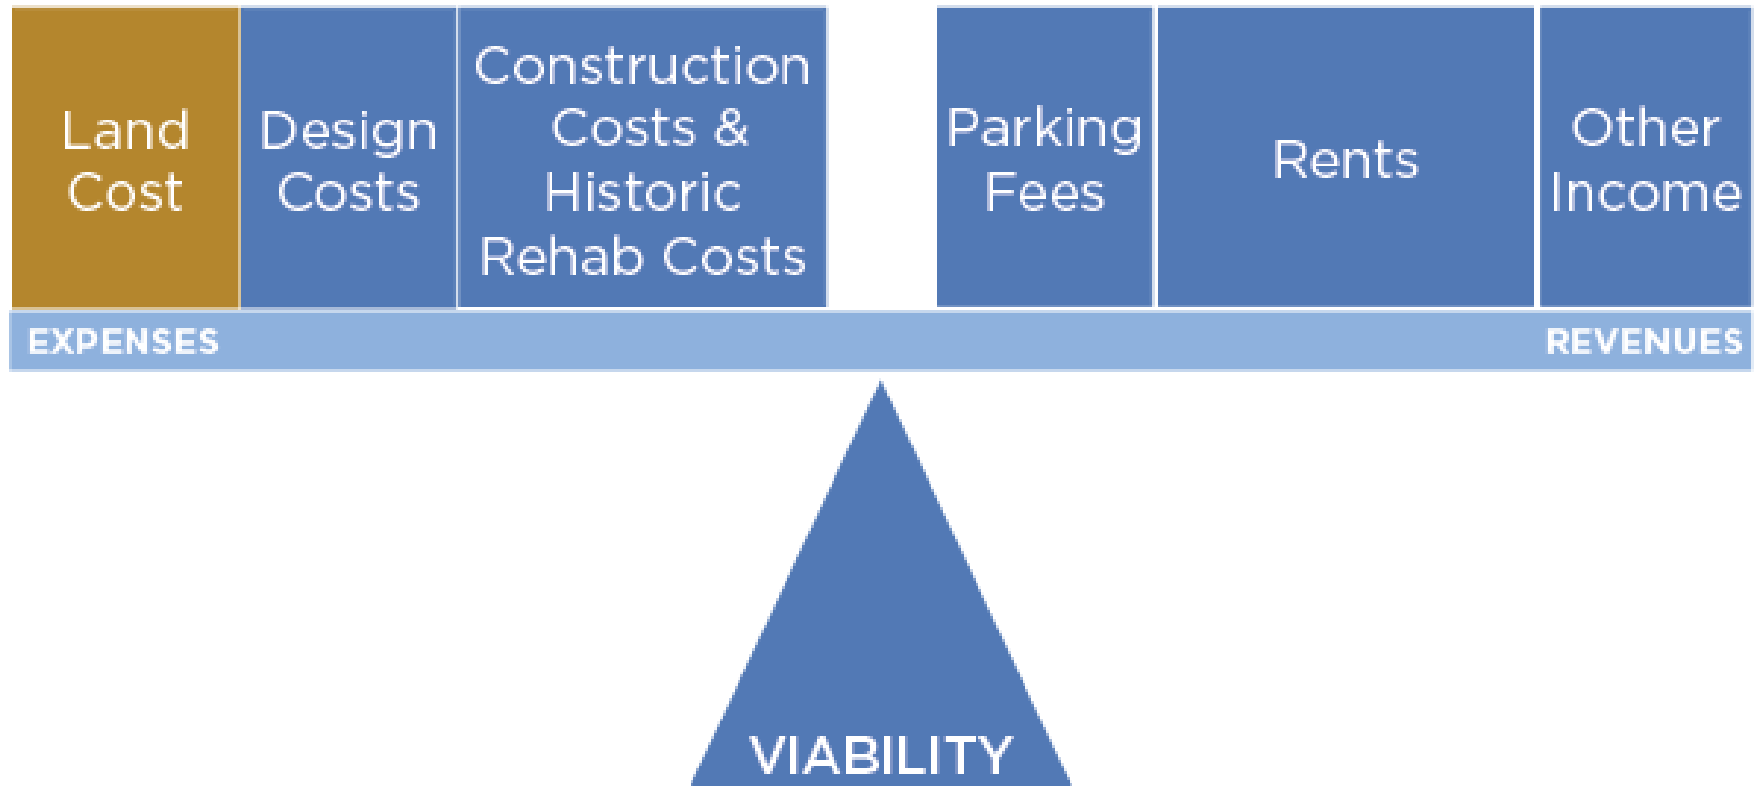 Land
Cost
Design
Costs
Construction
Costs &
Historic
Rehab Costs
Parking
Fees
Rents
Other
Income
EXPENSES
REVENUES
VIABILITY